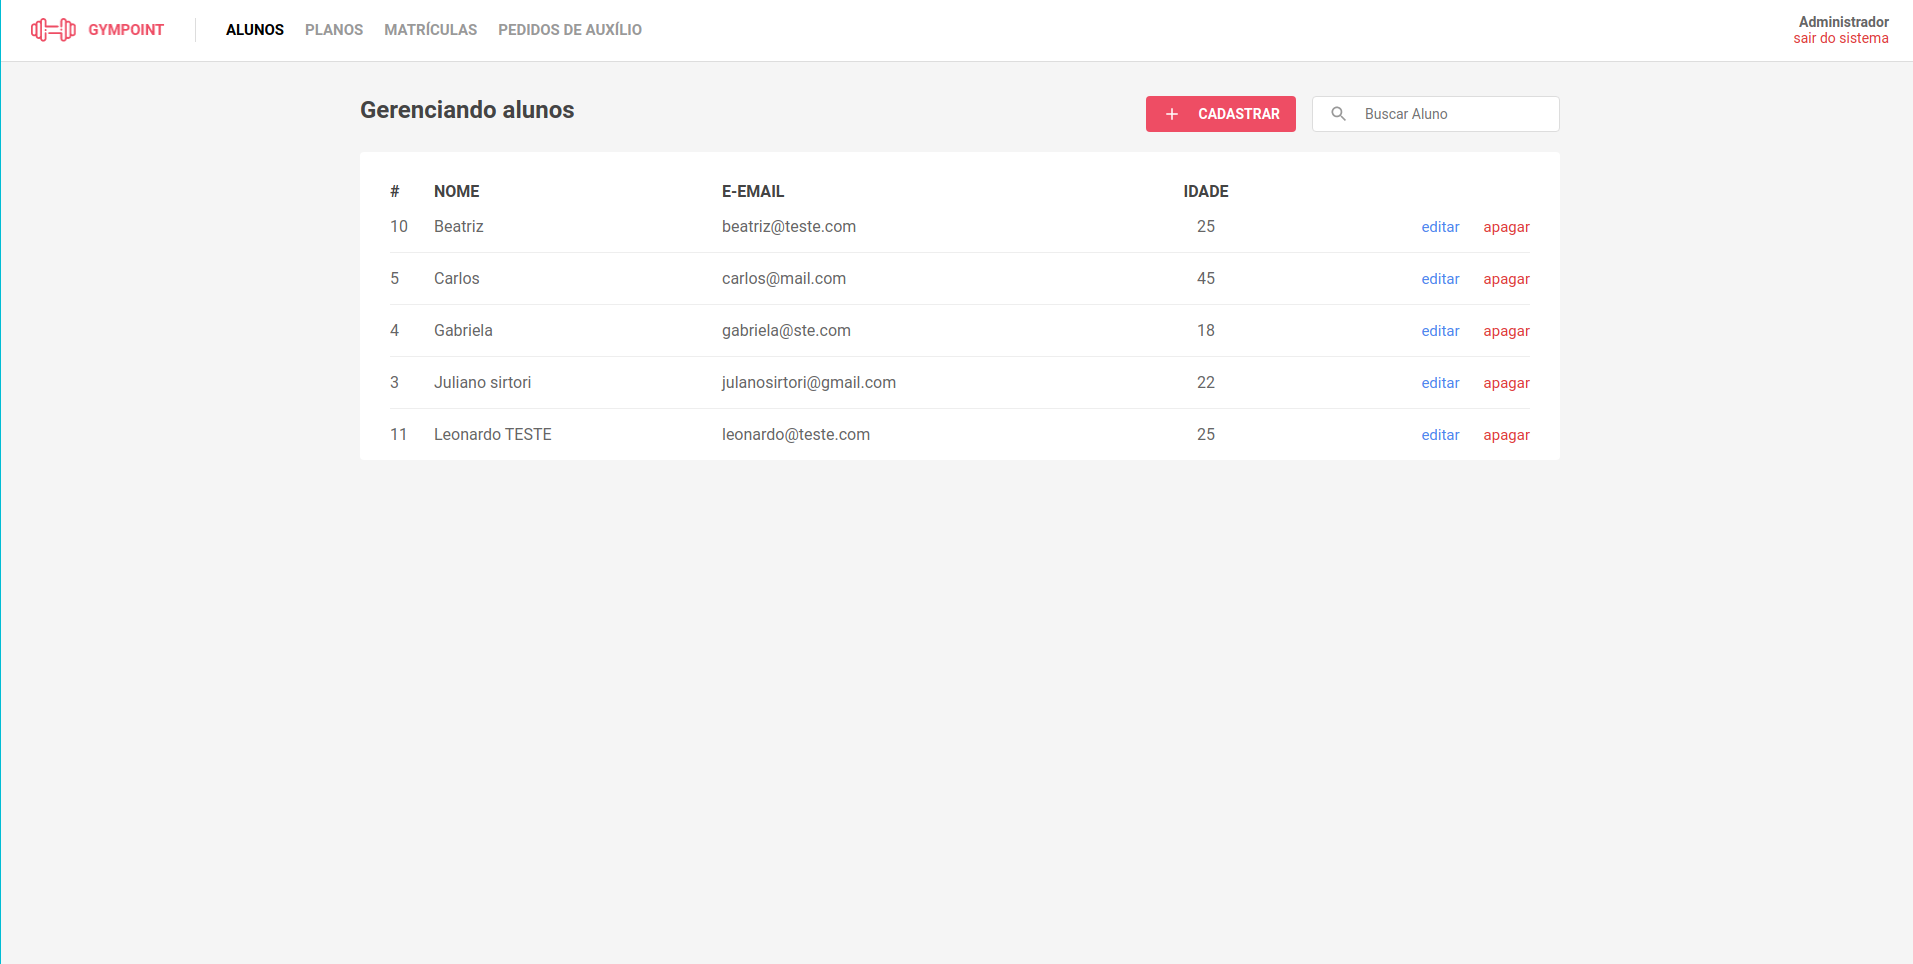 GYMPOINT ALUNOS PLANOS MATRÍCULAS PEDIDOS DE AUXÍLIO Administrador
sair do sistema
Gerenciando alunos CADASTRAR Buscar Aluno
# NOME E-EMAIL IDADE
10 Beatriz beatriz@teste.com 25 editar apagar
5 Carlos carlos@mail.com 45 editar apagar
4 Gabriela gabriela@ste.com 18 editar apagar
3 Juliano sirtori julanosirtori@gmail.com 22 editar apagar
11 Leonardo TESTE leonardo@teste.com 25 editar apagar